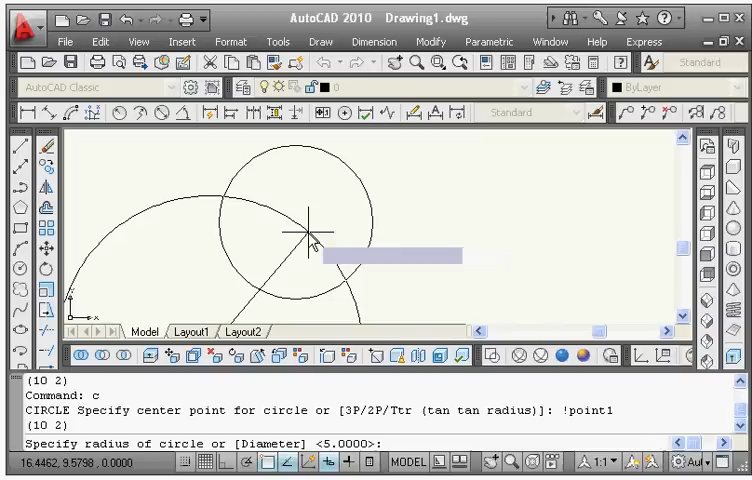 AutoCAD 2010 Drawing1.dwg
File Edit View Insert Format Tools Draw Dimension Modify Parametric Window Help Express
Standard
AutoCAD Classic 0 ByLayer
Standard
Y
X
Model Layout1 Layout2
(10 2)
Command: c
CIRCLE Specify center point for circle or [3P/2P/Ttr (tan tan radius)]: !point1
(10 2)
Specify radius of circle or [Diameter] <5.0000>:
16.4462, 9.5798, 0.0000 MODEL 1:1 Au